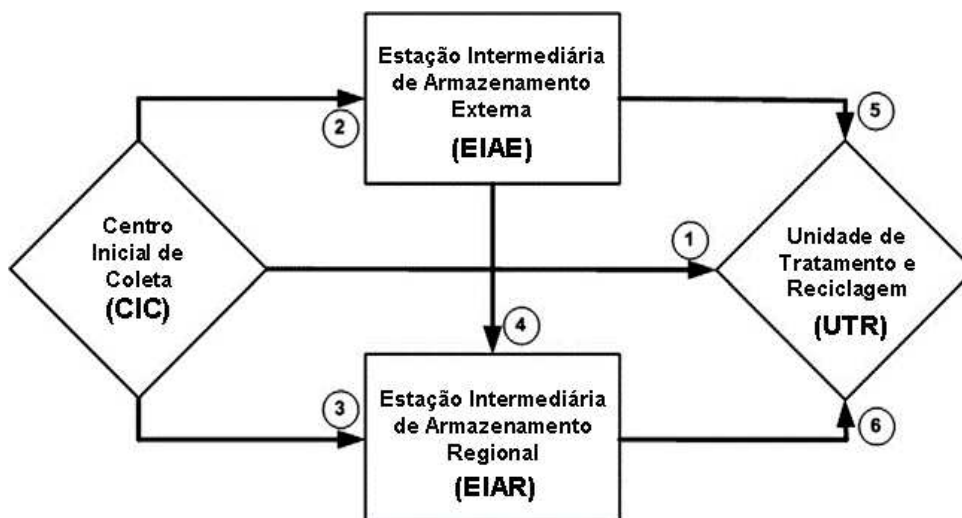 Estação Intermediária
de Armazenamento
Externa
(EIAE)
2
5
Centro
Inicial de
Coleta
(CIC)
1
Unidade de
Tratamento e
Reciclagem
(UTR)
4
3
Estação Intermediária
de Armazenamento
Regional
(EIAR)
6